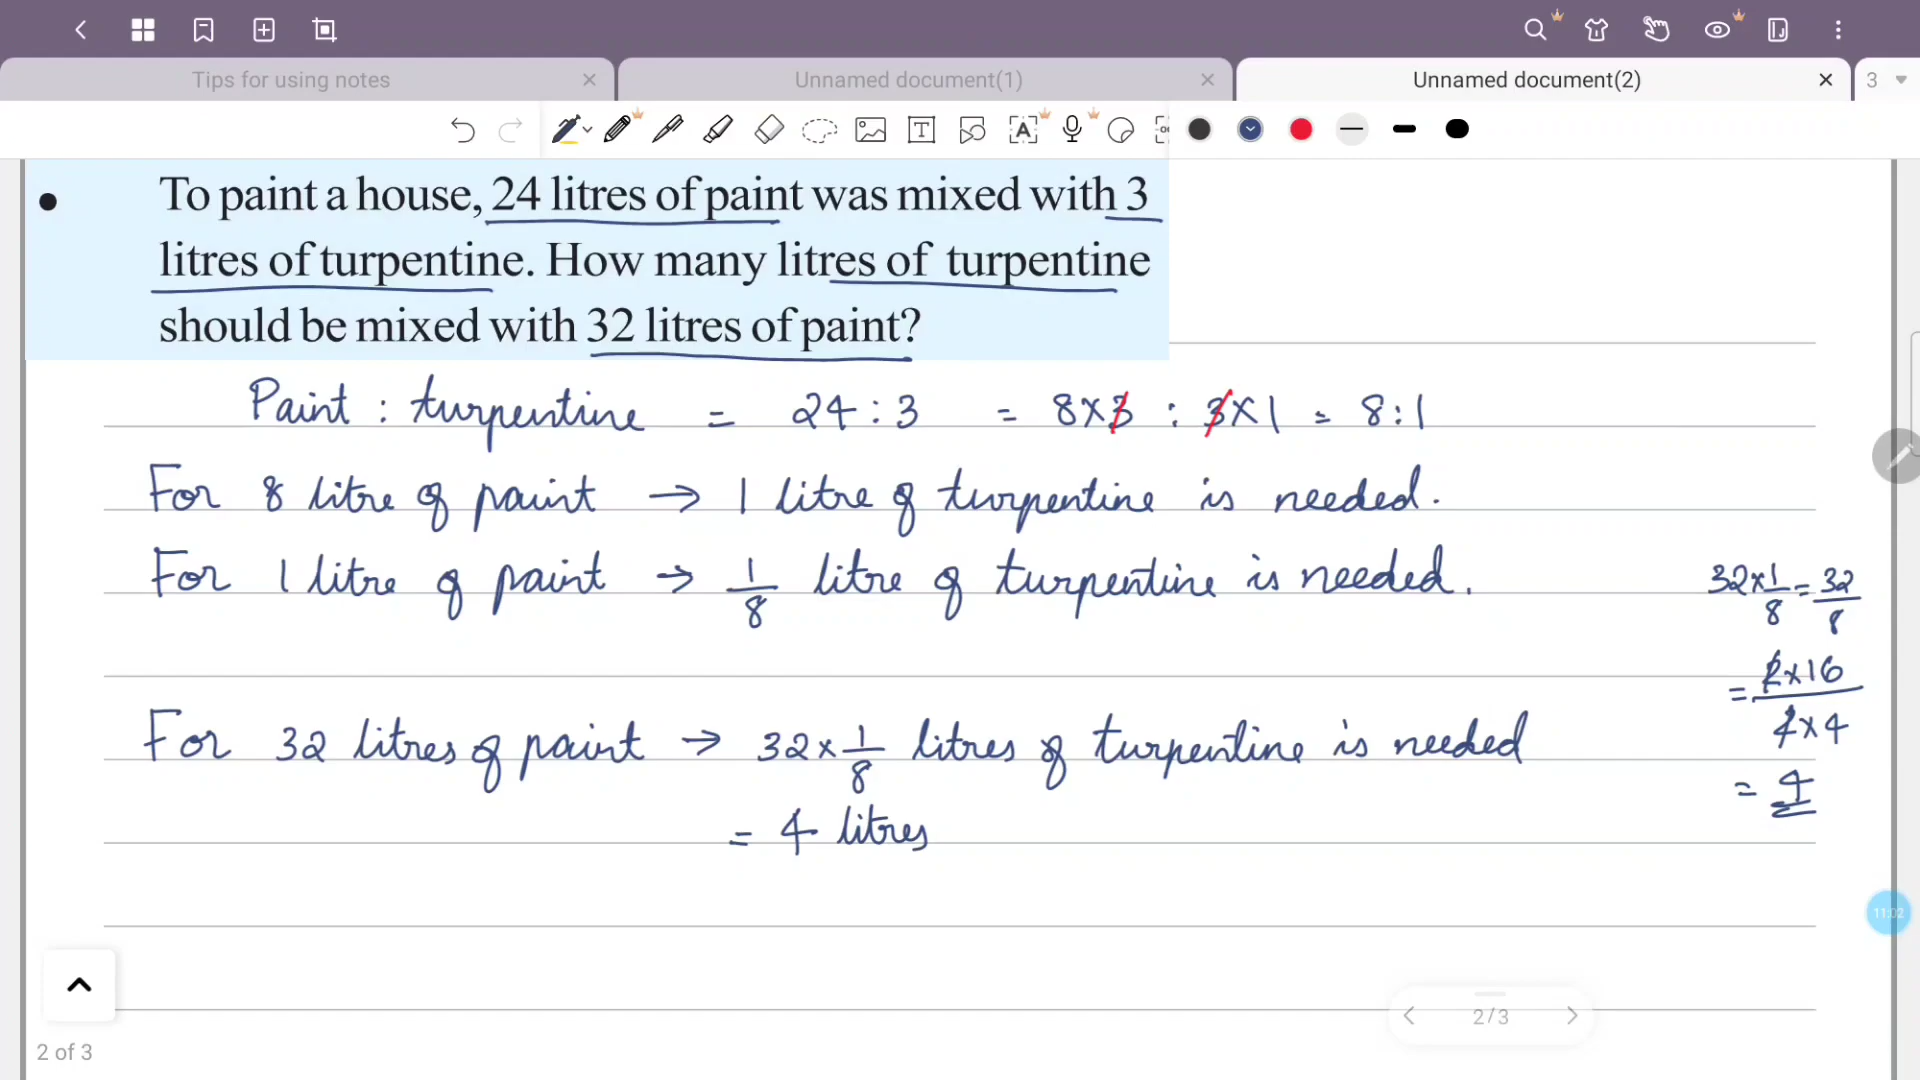 Tips for using notes
Unnamed document(1)
Unnamed document(2)
3
• To paint a house, 24 litres of paint was mixed with 3
litres of turpentine. How many litres of turpentine
should be mixed with 32 litres of paint?
Paint : turpentine = 24 : 3 = 8×3 : 3×1 = 8:1
For 8 litre of paint → 1 litre of turpentine is needed.
For 1 litre of paint → 1/8 litre of turpentine is needed.
32×1/8 = 32/8
= 2×16/2×4
For 32 litres of paint → 32×1/8 litres of turpentine is needed
= 4
= 4 litres
11:02
2/3
2 of 3